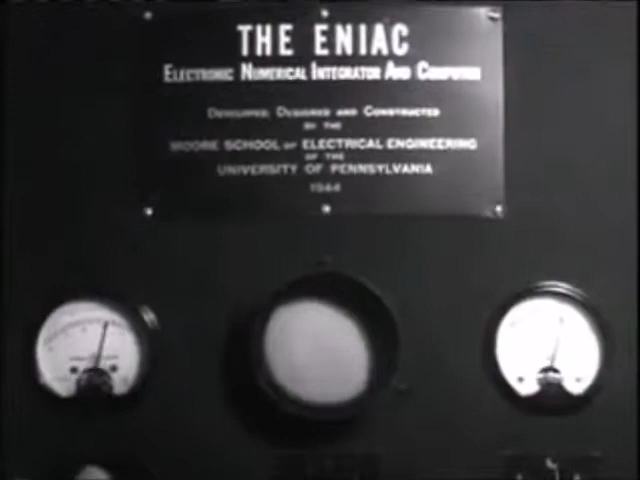 THE ENIAC
ELECTRONIC NUMERICAL INTEGRATOR AND COMPUTER
DEVELOPED, DESIGNED AND CONSTRUCTED
BY THE
MOORE SCHOOL OF ELECTRICAL ENGINEERING
OF THE
UNIVERSITY OF PENNSYLVANIA
1944